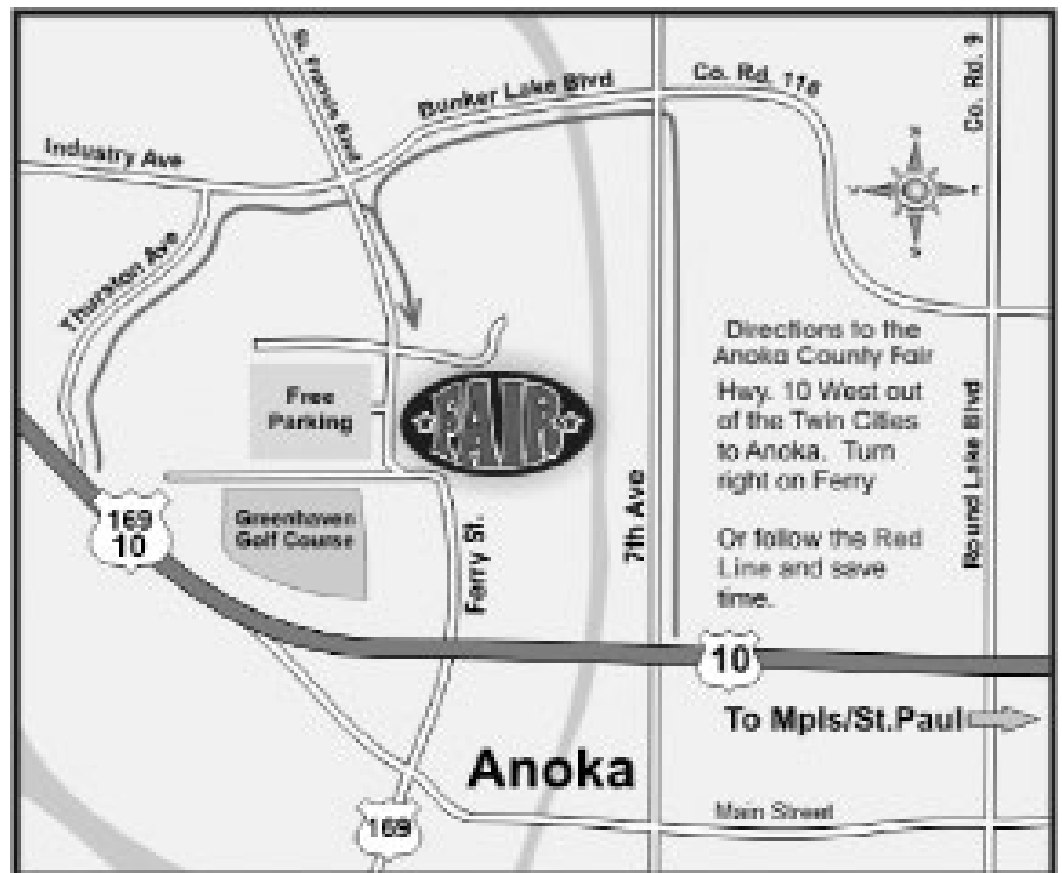 St. Francis Blvd
Bunker Lake Blvd
Co. Rd. 116
Co. Rd. 9
Industry Ave
Thurston Ave
Directions to the
Anoka County Fair
Hwy. 10 West out
of the Twin Cities
to Anoka. Turn
right on Ferry
Or follow the Red
Line and save
time.
Free
Parking
FAIR
Round Lake Blvd
7th Ave
169
10
Greenhaven
Golf Course
Ferry St.
10
To Mpls/St.Paul
Anoka
Main Street
169